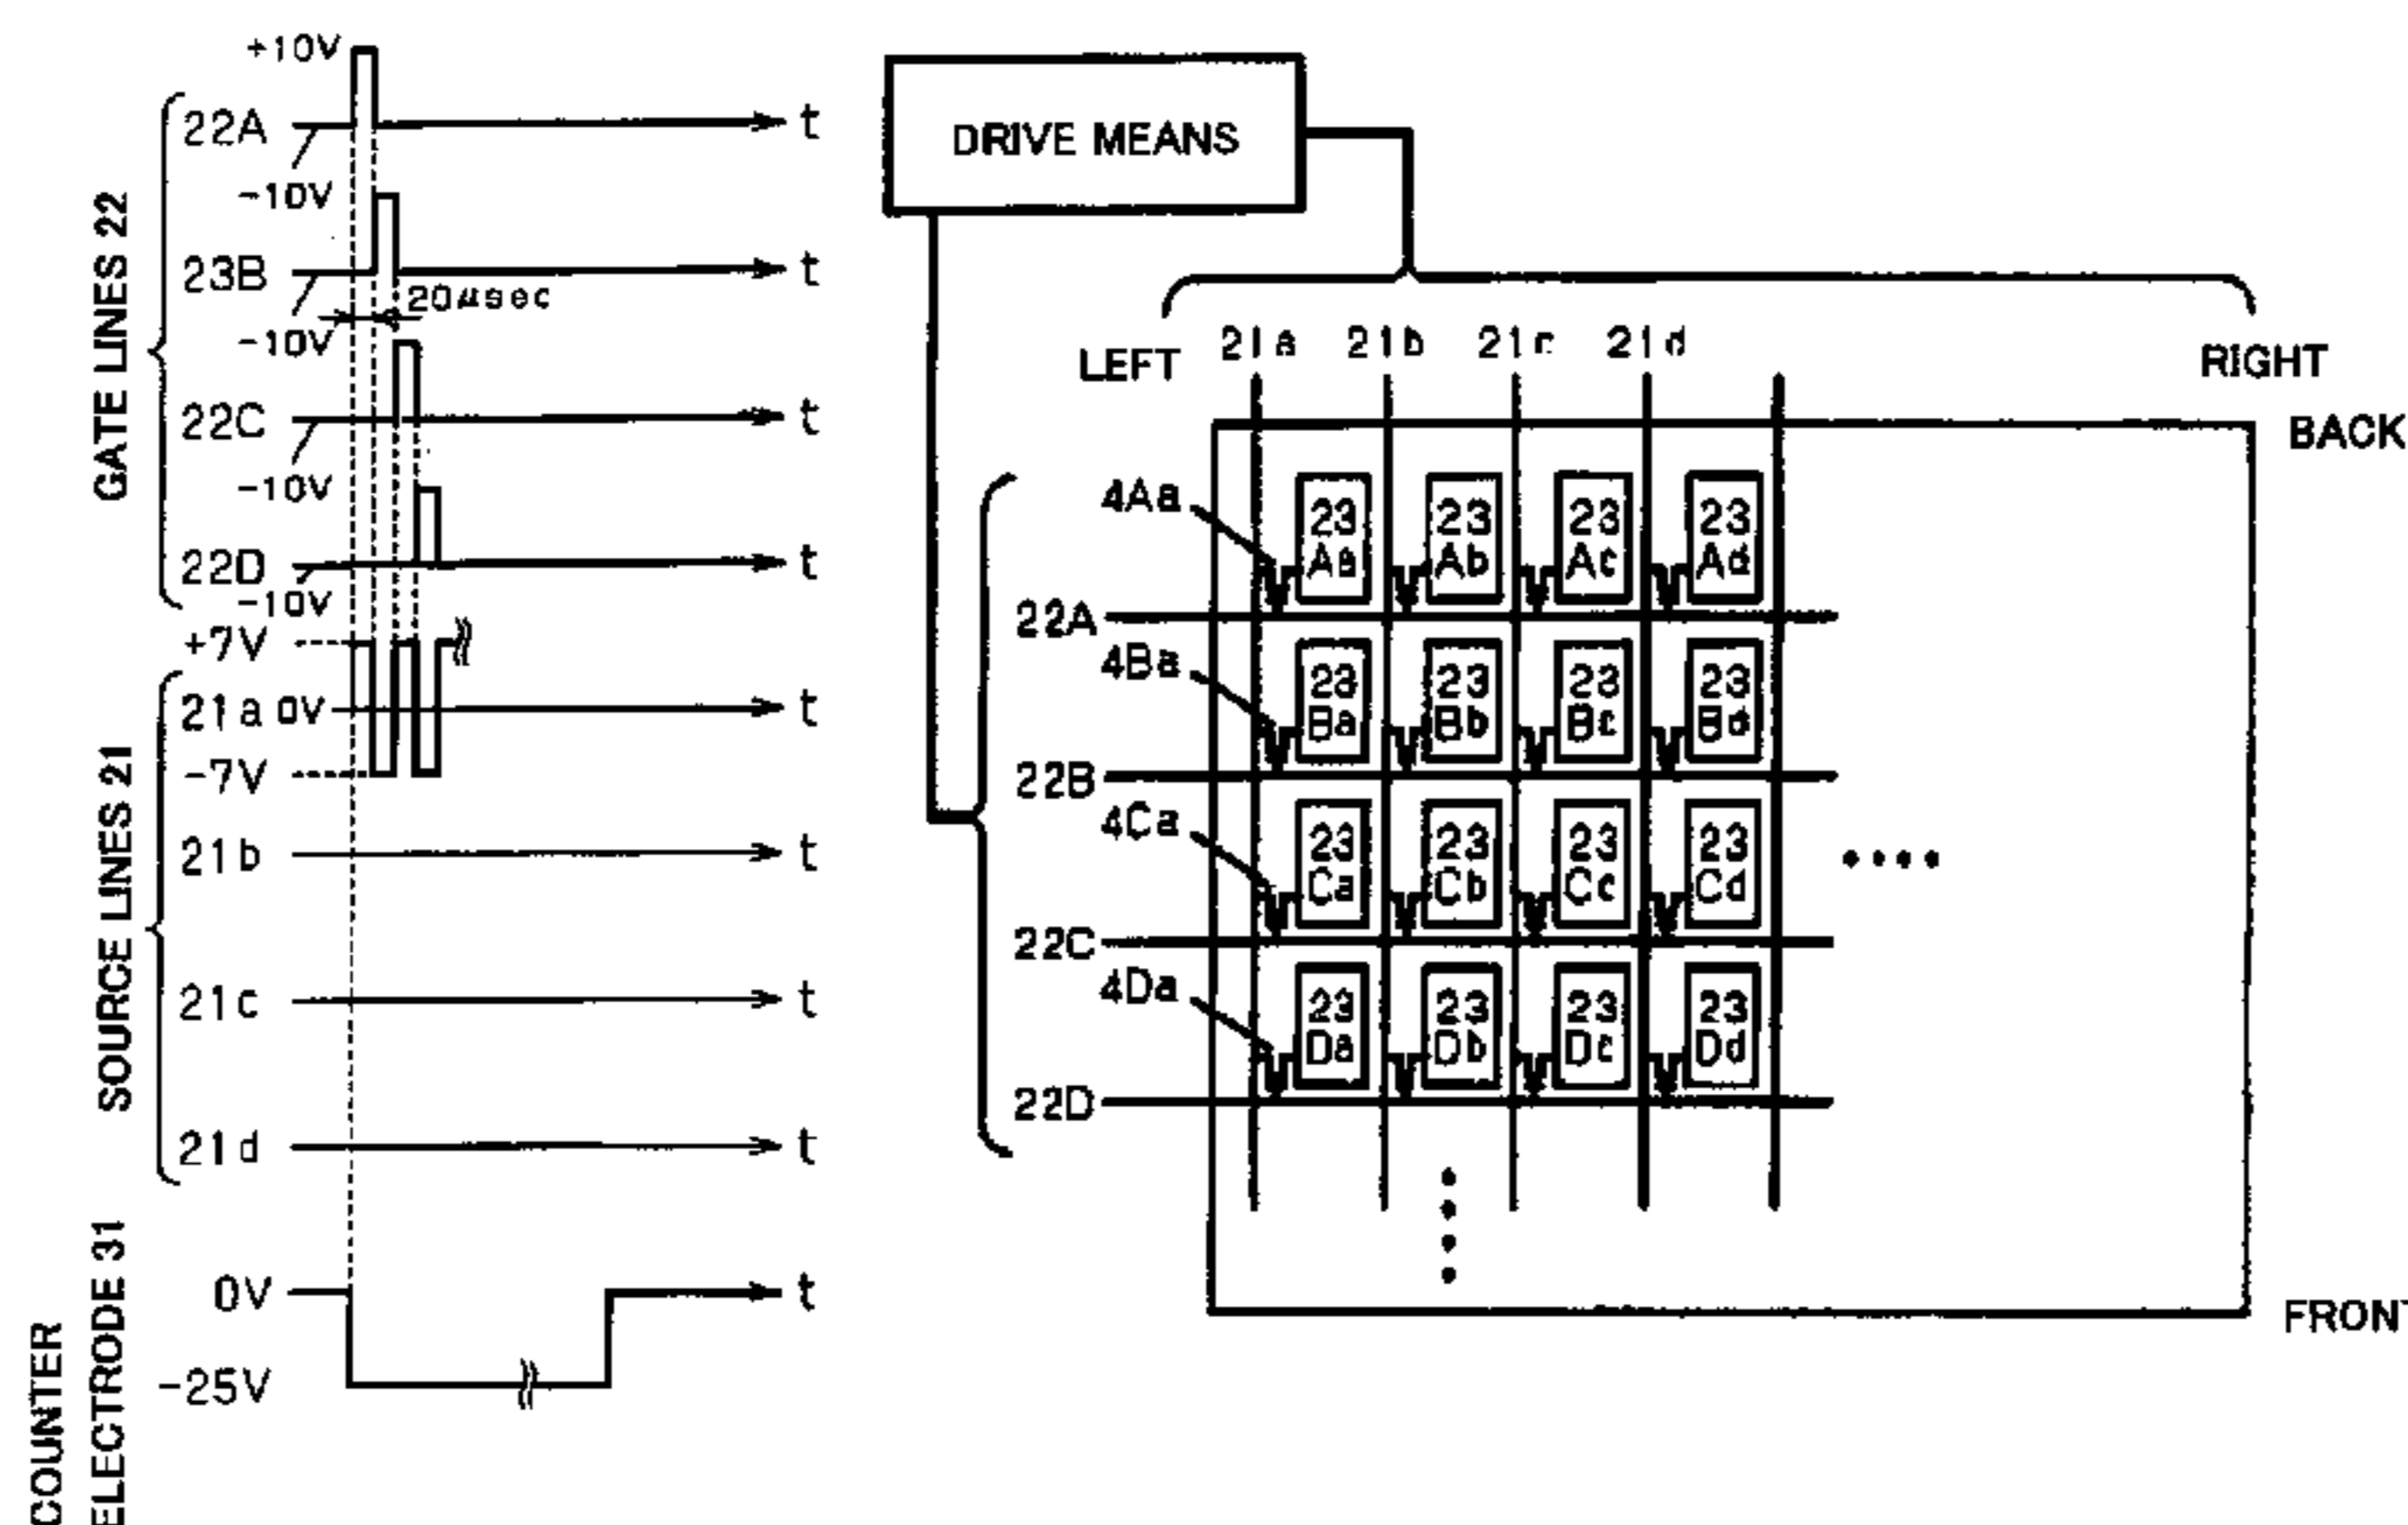 +10V
22A
t
-10V
23B
t
20μsec
-10V
22C
t
-10V
22D
t
-10V
GATE LINES 22
+7V
21a 0V
t
-7V
21b
t
21c
t
21d
t
SOURCE LINES 21
0V
t
-25V
COUNTER
ELECTRODE 31
DRIVE MEANS
LEFT
21a
21b
21c
21d
RIGHT
BACK
4Aa
23
Aa
23
Ab
23
Ac
23
Ad
22A
4Ba
23
Ba
23
Bb
23
Bc
23
Bd
22B
4Ca
23
Ca
23
Cb
23
Cc
23
Cd
22C
4Da
23
Da
23
Db
23
Dc
23
Dd
22D
FRONT